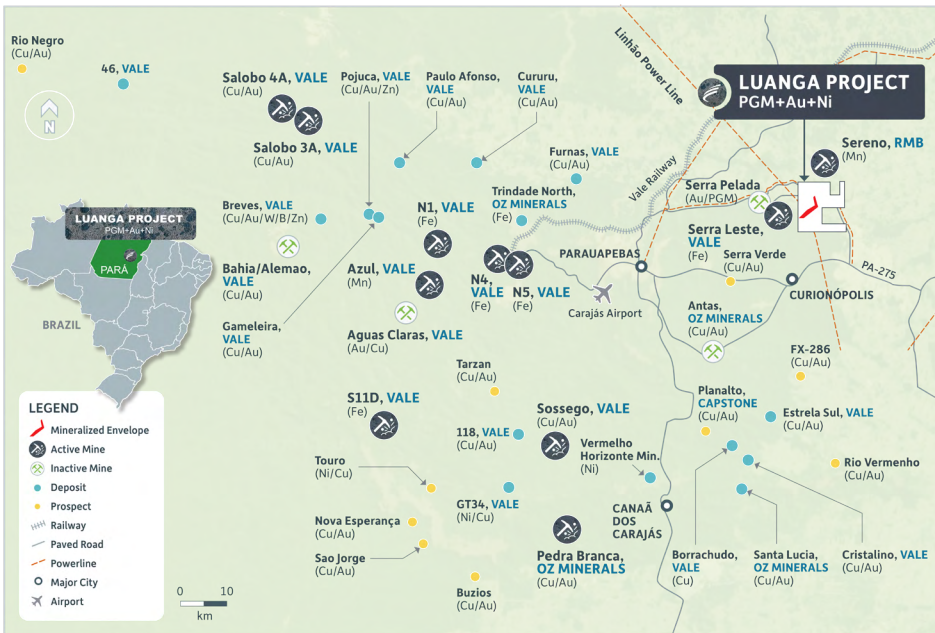 Rio Negro
(Cu/Au)
46, VALE
N
Salobo 4A, VALE
(Cu/Au)
Salobo 3A, VALE
(Cu/Au)
Pojuca, VALE
(Cu/Au/Zn)
Paulo Afonso,
VALE
(Cu/Au)
Cururu,
VALE
(Cu/Au)
Linhão Power Line
LUANGA PROJECT
PGM+Au+Ni
Sereno, RMB
(Mn)
Furnas, VALE
(Cu/Au)
Vale Railway
Serra Pelada
(Au/PGM)
Trindade North,
OZ MINERALS
(Fe)
Breves, VALE
(Cu/Au/W/B/Zn)
N1, VALE
(Fe)
Serra Leste,
VALE
(Fe)
LUANGA PROJECT
PGM+Au+Ni
PARÁ
BRAZIL
Bahia/Alemao,
VALE
(Cu/Au)
Azul, VALE
(Mn)
N4,
VALE
(Fe)
N5, VALE
(Fe)
PARAUAPEBAS
Serra Verde
(Cu/Au)
PA-275
CURIONÓPOLIS
Carajás Airport
Gameleira,
VALE
(Cu/Au)
Aguas Claras, VALE
(Au/Cu)
Antas,
OZ MINERALS
(Cu/Au)
FX-286
(Cu/Au)
Tarzan
(Cu/Au)
S11D, VALE
(Fe)
Planalto,
CAPSTONE
(Cu/Au)
Sossego, VALE
(Cu/Au)
Estrela Sul, VALE
(Cu/Au)
118, VALE
(Cu/Au)
Vermelho
Horizonte Min.
(Ni)
Touro
(Ni/Cu)
Rio Vermenho
(Cu/Au)
GT34, VALE
(Ni/Cu)
CANAÃ
DOS
CARAJÁS
Nova Esperança
(Cu/Au)
Sao Jorge
(Cu/Au)
Pedra Branca,
OZ MINERALS
(Cu/Au)
Borrachudo,
VALE
(Cu)
Santa Lucia,
OZ MINERALS
(Cu/Au)
Cristalino, VALE
(Cu/Au)
Buzios
(Cu/Au)
LEGEND
Mineralized Envelope
Active Mine
Inactive Mine
Deposit
Prospect
Railway
Paved Road
Powerline
Major City
Airport
0 10
km